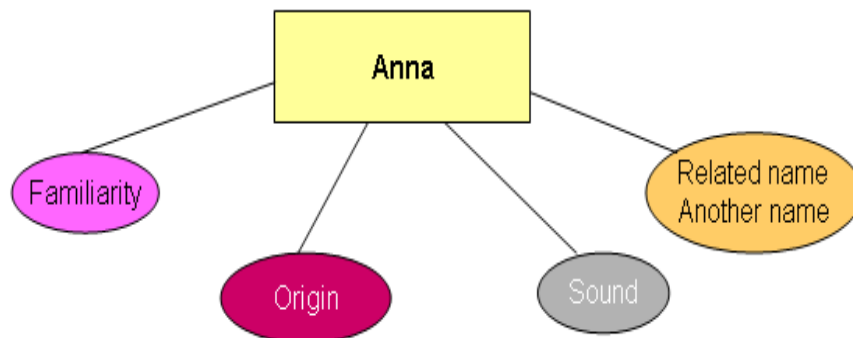 Anna
Familiarity
Related name
Another name
Origin
Sound